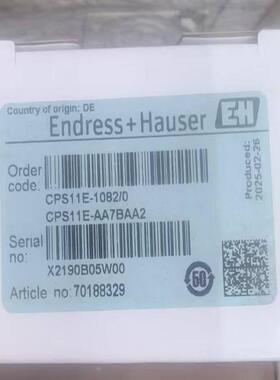 Country of origin: DE
Endress+Hauser
EH
Order code:
CPS11E-1082/0
CPS11E-AA7BAA2
Serial no:
X2190B05W00
Article no: 70188329
Produced: 2025-02-26